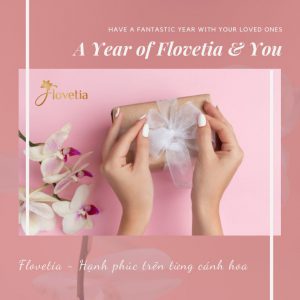 HAVE A FANTASTIC YEAR WITH YOUR LOVED ONES
A Year of Flovetia & You
Flovetia
Flovetia - Hạnh phúc trên từng cánh hoa